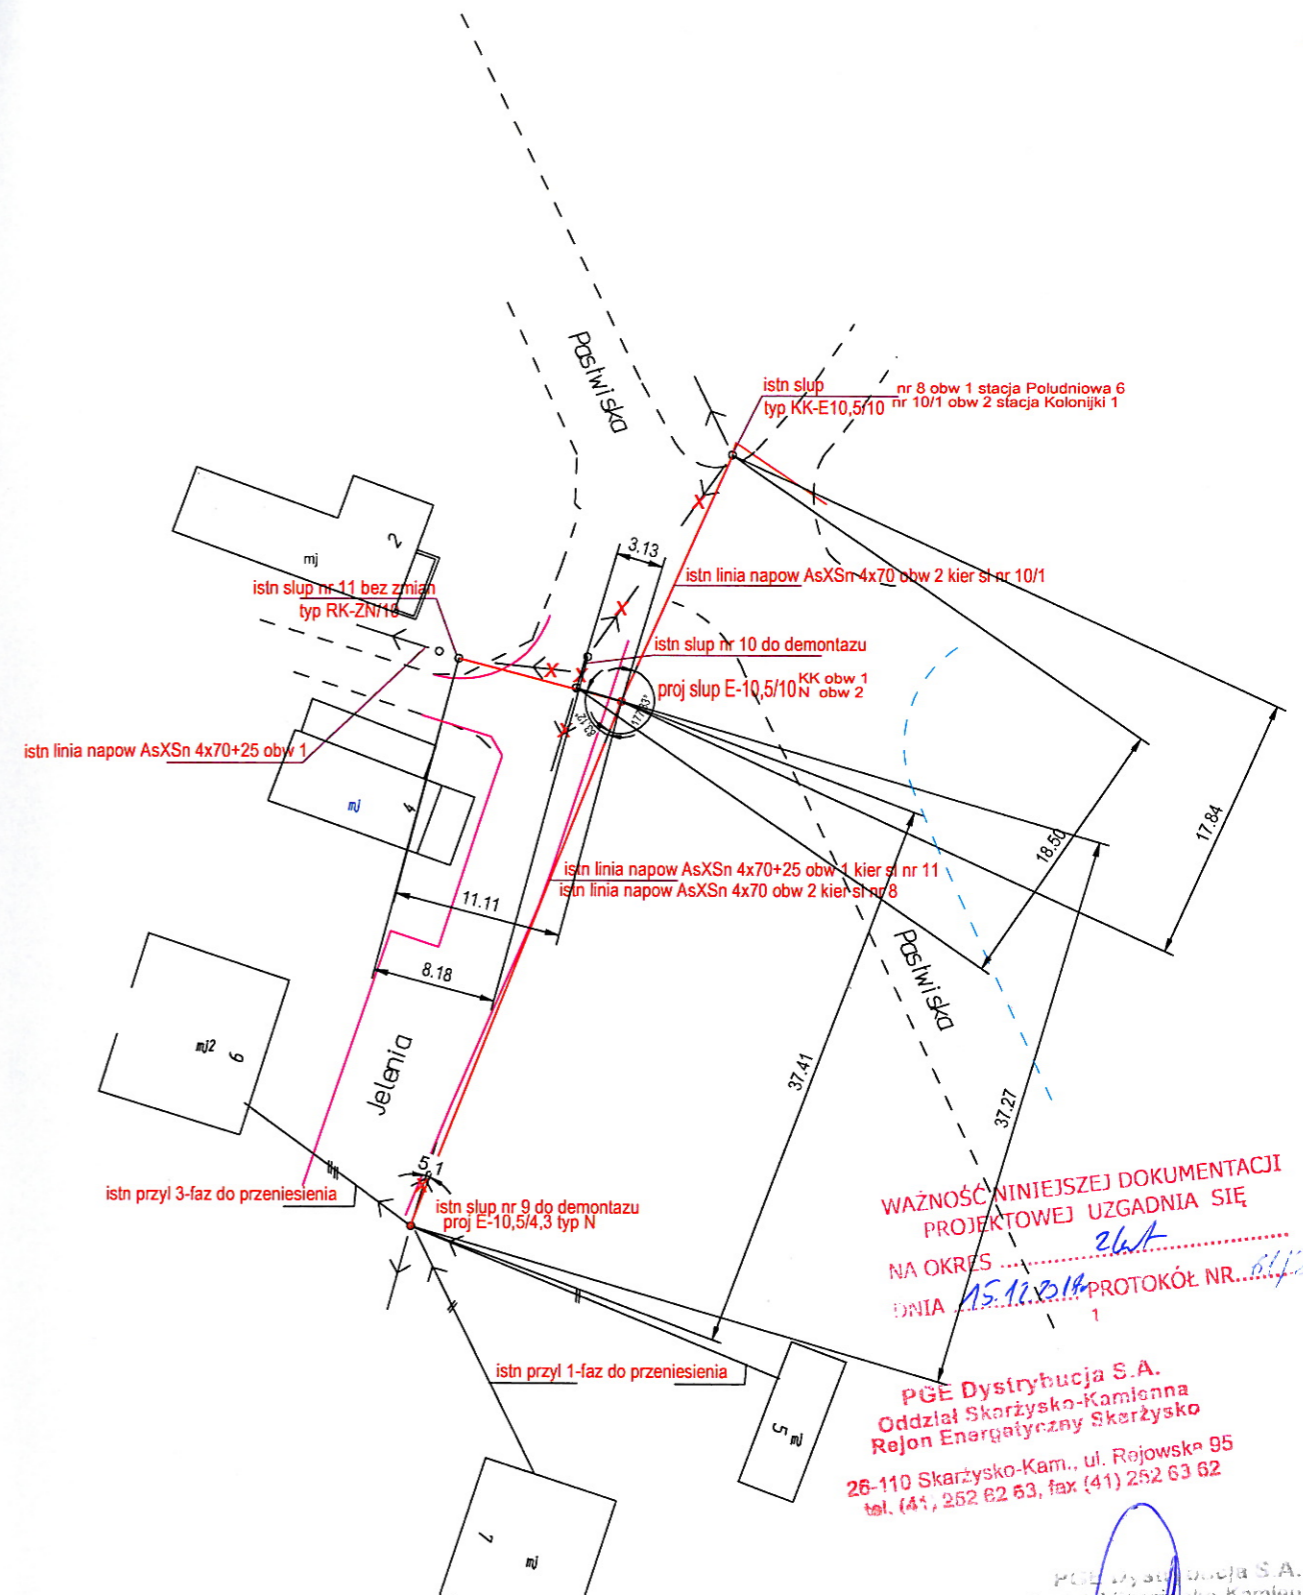 Pastwiska
istn slup
typ KK-E10,5/10
nr 8 obw 1 stacja Poludniowa 6
nr 10/1 obw 2 stacja Kolonijki 1
2
mj
3.13
istn linia napow AsXSn 4x70 obw 2 kier sl nr 10/1
istn slup nr 11 bez zmian
typ RK-ZN/10
istn slup nr 10 do demontazu
proj slup E-10,5/10
KK obw 1
N obw 2
istn linia napow AsXSn 4x70+25 obw 1
mj
4
18.50
17.84
istn linia napow AsXSn 4x70+25 obw 1 kier sl nr 11
istn linia napow AsXSn 4x70 obw 2 kier sl nr 8
11.11
8.18
Pastwiska
mj2
6
Jelenia
37.41
37.27
5
1
istn przyl 3-faz do przeniesienia
istn slup nr 9 do demontazu
proj E-10,5/4,3 typ N
WAŻNOŚĆ NINIEJSZEJ DOKUMENTACJI
PROJEKTOWEJ UZGADNIA SIĘ
NA OKRES
DNIA 15.12. PROTOKÓŁ NR
1
istn przyl 1-faz do przeniesienia
PGE Dystrybucja S.A.
Oddział Skarżysko-Kamienna
Rejon Energetyczny Skarżysko
26-110 Skarżysko-Kam., ul. Rejowska 95
tel. (41) 252 62 63, fax (41) 252 63 62
5
mj
7
mj
PGE Dystrybucja S.A.